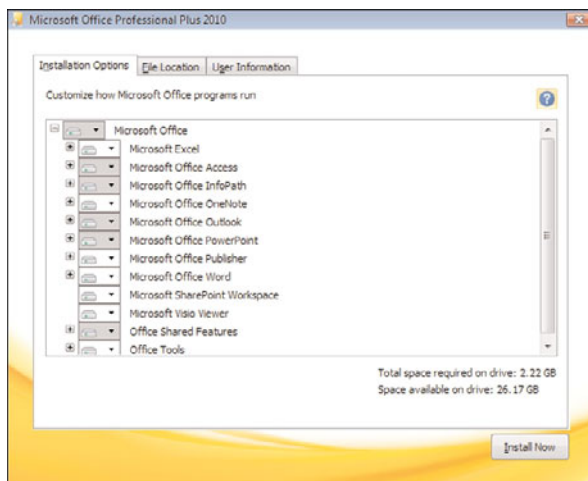 Microsoft Office Professional Plus 2010
Installation Options File Location User Information
Customize how Microsoft Office programs run
Microsoft Office
Microsoft Excel
Microsoft Office Access
Microsoft Office InfoPath
Microsoft Office OneNote
Microsoft Office Outlook
Microsoft Office PowerPoint
Microsoft Office Publisher
Microsoft Office Word
Microsoft SharePoint Workspace
Microsoft Visio Viewer
Office Shared Features
Office Tools
Total space required on drive: 2.22 GB
Space available on drive: 26.17 GB
Install Now